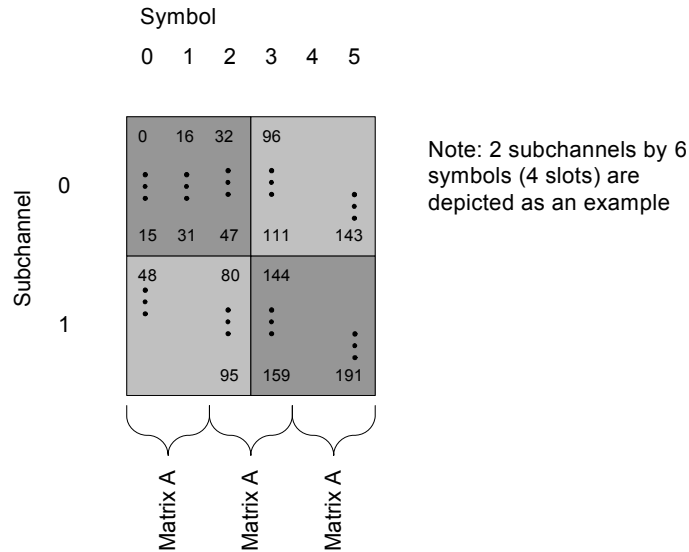 Symbol
0 1 2 3 4 5
0 16 32 96
Note: 2 subchannels by 6
symbols (4 slots) are
depicted as an example
Subchannel
0
15 31 47 111 143
48 80 144
1
95 159 191
Matrix A
Matrix A
Matrix A